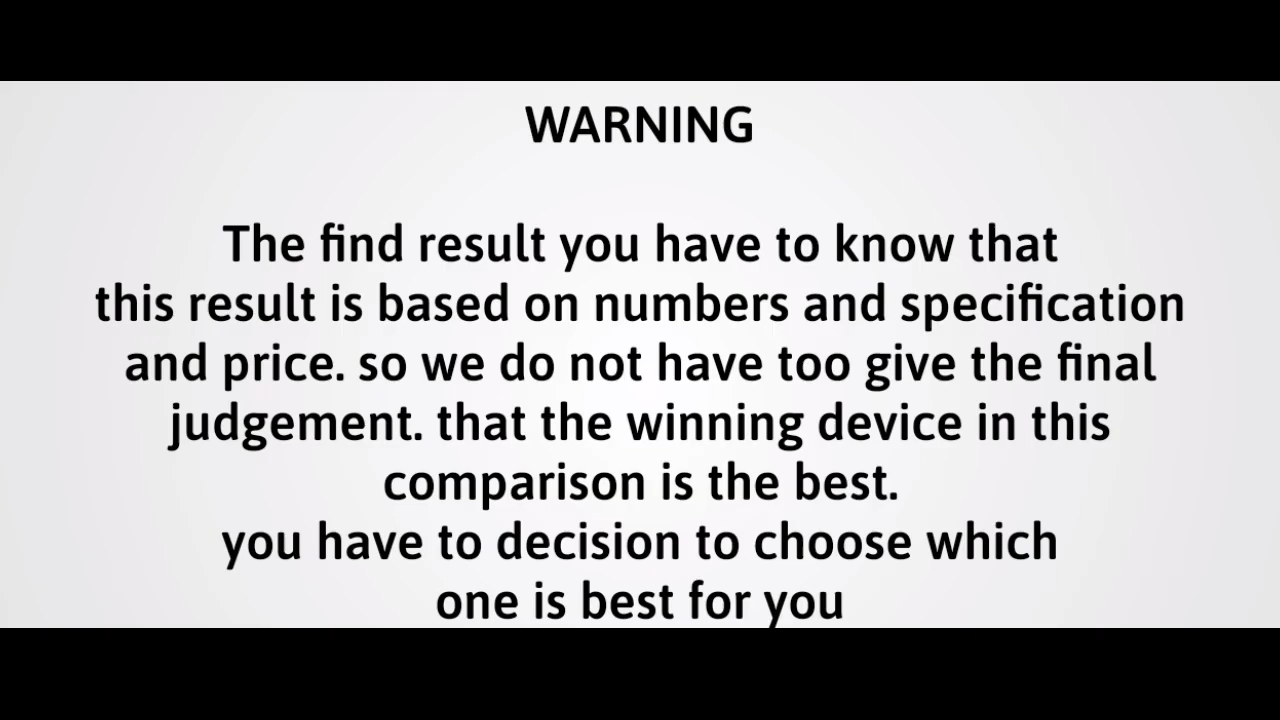 WARNING
The find result you have to know that
this result is based on numbers and specification
and price. so we do not have too give the final
judgement. that the winning device in this
comparison is the best.
you have to decision to choose which
one is best for you